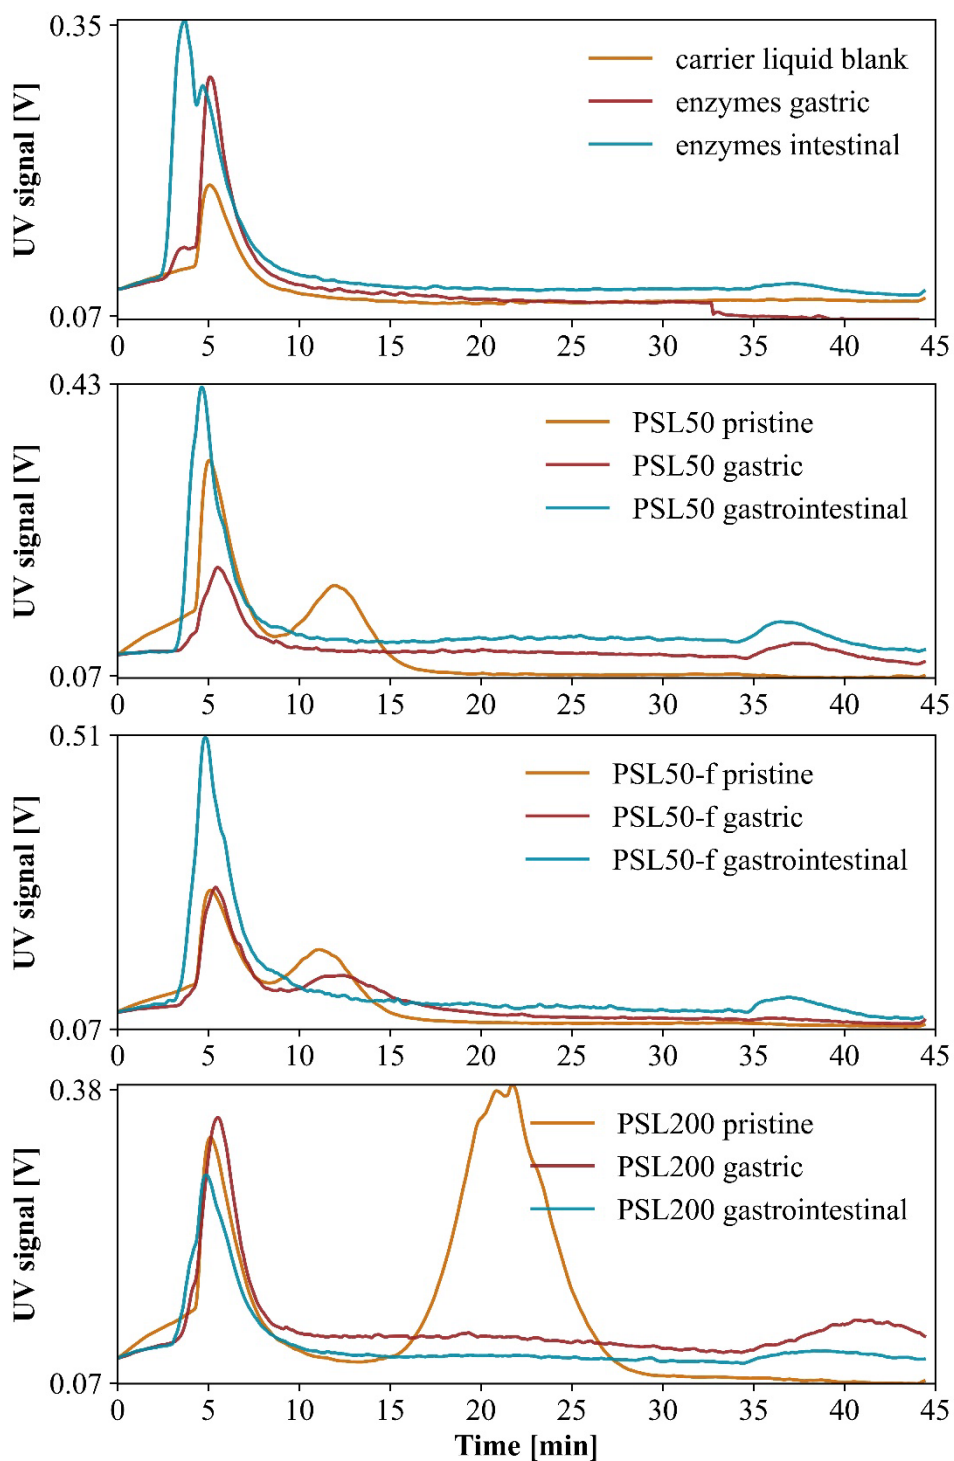 0.35
UV signal [V]
carrier liquid blank
enzymes gastric
enzymes intestinal
0.07
0 5 10 15 20 25 30 35 40 45
0.43
UV signal [V]
PSL50 pristine
PSL50 gastric
PSL50 gastrointestinal
0.07
0 5 10 15 20 25 30 35 40 45
0.51
UV signal [V]
PSL50-f pristine
PSL50-f gastric
PSL50-f gastrointestinal
0.07
0 5 10 15 20 25 30 35 40 45
0.38
UV signal [V]
PSL200 pristine
PSL200 gastric
PSL200 gastrointestinal
0.07
0 5 10 15 20 25 30 35 40 45
Time [min]